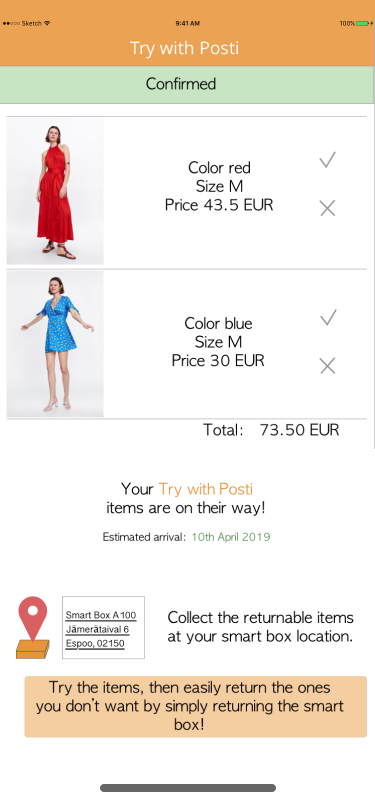 Sketch
9:41 AM
100%
Try with Posti
Confirmed
Color red
Size M
Price 43.5 EUR
Color blue
Size M
Price 30 EUR
Total: 73.50 EUR
Your Try with Posti
items are on their way!
Estimated arrival: 10th April 2019
Smart Box A100
Jämerätaival 6
Espoo, 02150
Collect the returnable items
at your smart box location.
Try the items, then easily return the ones
you don't want by simply returning the smart
box!